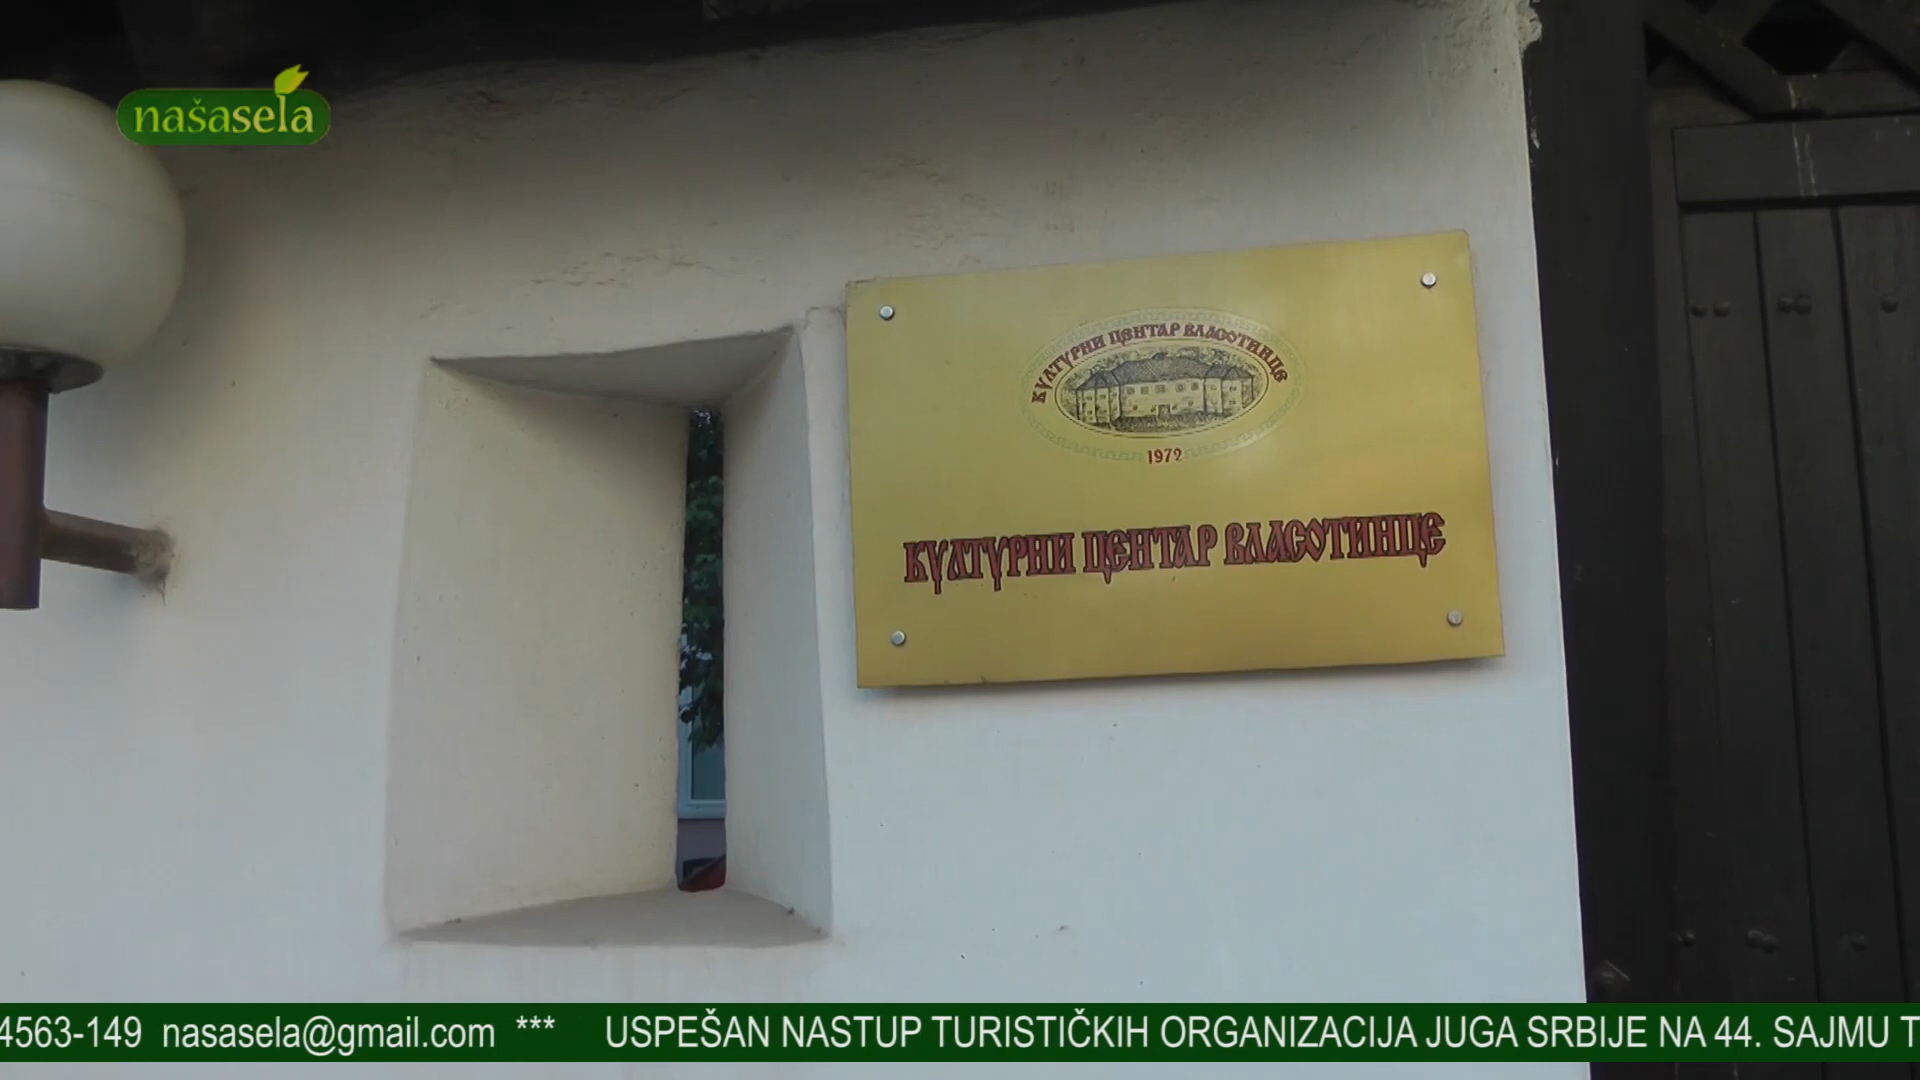 našasela
КУЛТУРНИ ЦЕНТАР ВЛАСОТИНЦЕ
1972
КУЛТУРНИ ЦЕНТАР ВЛАСОТИНЦЕ
4563-149 nasasela@gmail.com *** USPEŠAN NASTUP TURISTIČKIH ORGANIZACIJA JUGA SRBIJE NA 44. SAJMU T